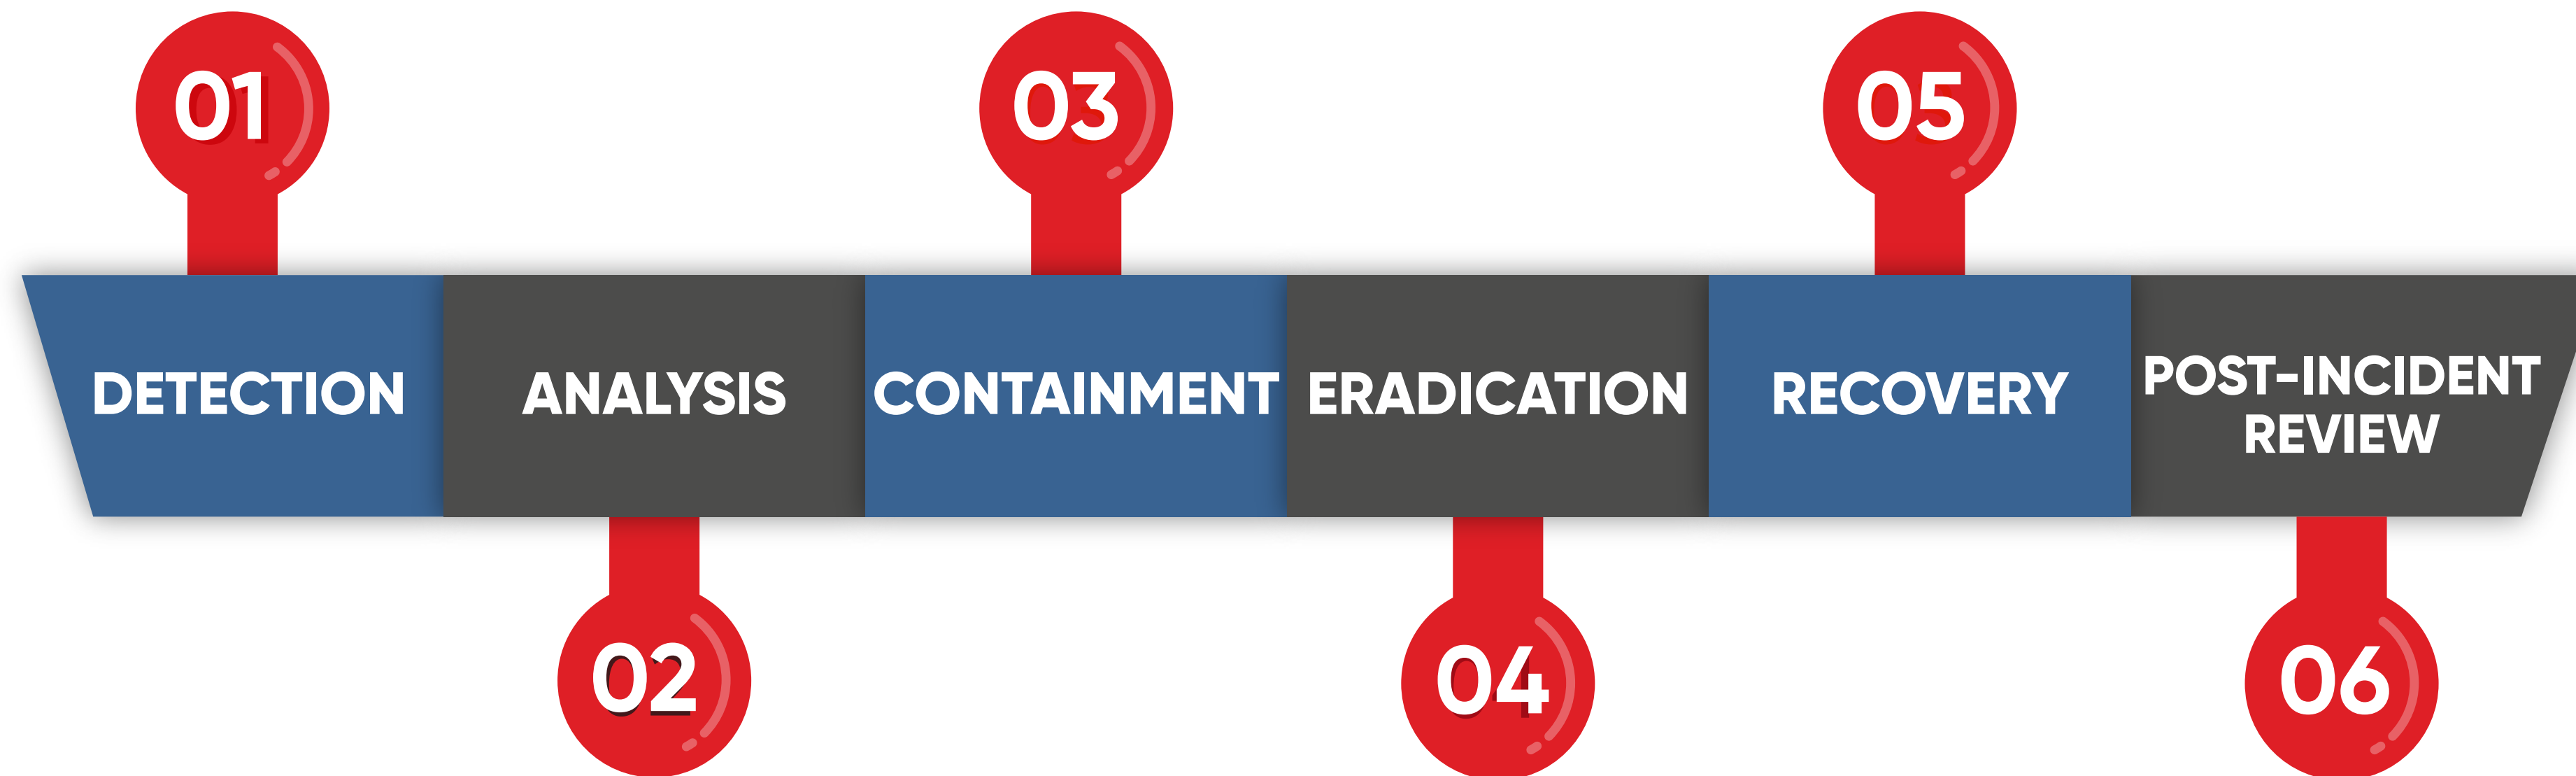 01
03
05
DETECTION
ANALYSIS
CONTAINMENT
ERADICATION
RECOVERY
POST-INCIDENT
REVIEW
02
04
06